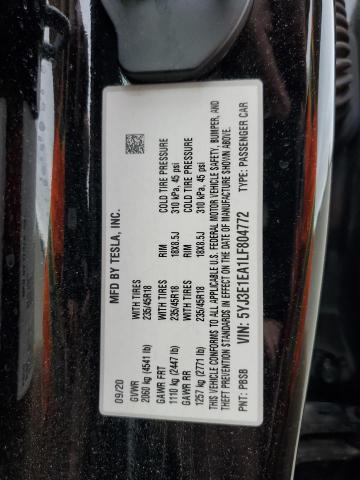 MFD BY TESLA, INC.
09/20
GVWR
2060 kg (4541 lb)
GAWR FRT WITH TIRES RIM COLD TIRE PRESSURE
1110 kg (2447 lb) 235/45R18 18X8.5J 310 kPa, 45 psi
GAWR RR WITH TIRES RIM COLD TIRE PRESSURE
1257 kg (2771 lb) 235/45R18 18X8.5J 310 kPa, 45 psi
THIS VEHICLE CONFORMS TO ALL APPLICABLE U.S. FEDERAL MOTOR VEHICLE SAFETY, BUMPER, AND
THEFT PREVENTION STANDARDS IN EFFECT ON THE DATE OF MANUFACTURE SHOWN ABOVE.
VIN: 5YJ3E1EA1LF804772
PNT: PBSB TYPE: PASSENGER CAR